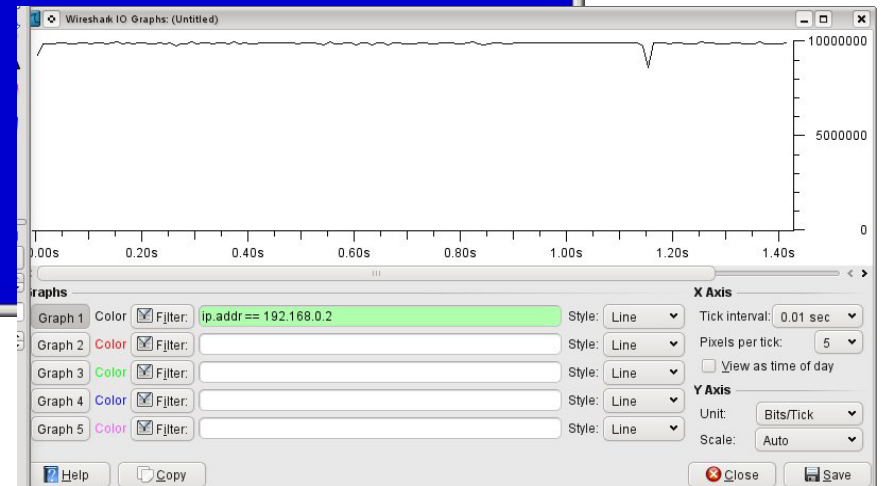 Wireshark IO Graphs: (Untitled)
10000000
5000000
0
0.00s 0.20s 0.40s 0.60s 0.80s 1.00s 1.20s 1.40s
Graphs
X Axis
Graph 1 Color Filter: ip.addr == 192.168.0.2 Style: Line
Tick interval: 0.01 sec
Graph 2 Color Filter: Style: Line
Pixels per tick: 5
Graph 3 Color Filter: Style: Line
View as time of day
Graph 4 Color Filter: Style: Line
Y Axis
Unit: Bits/Tick
Graph 5 Color Filter: Style: Line
Scale: Auto
Help Copy Close Save